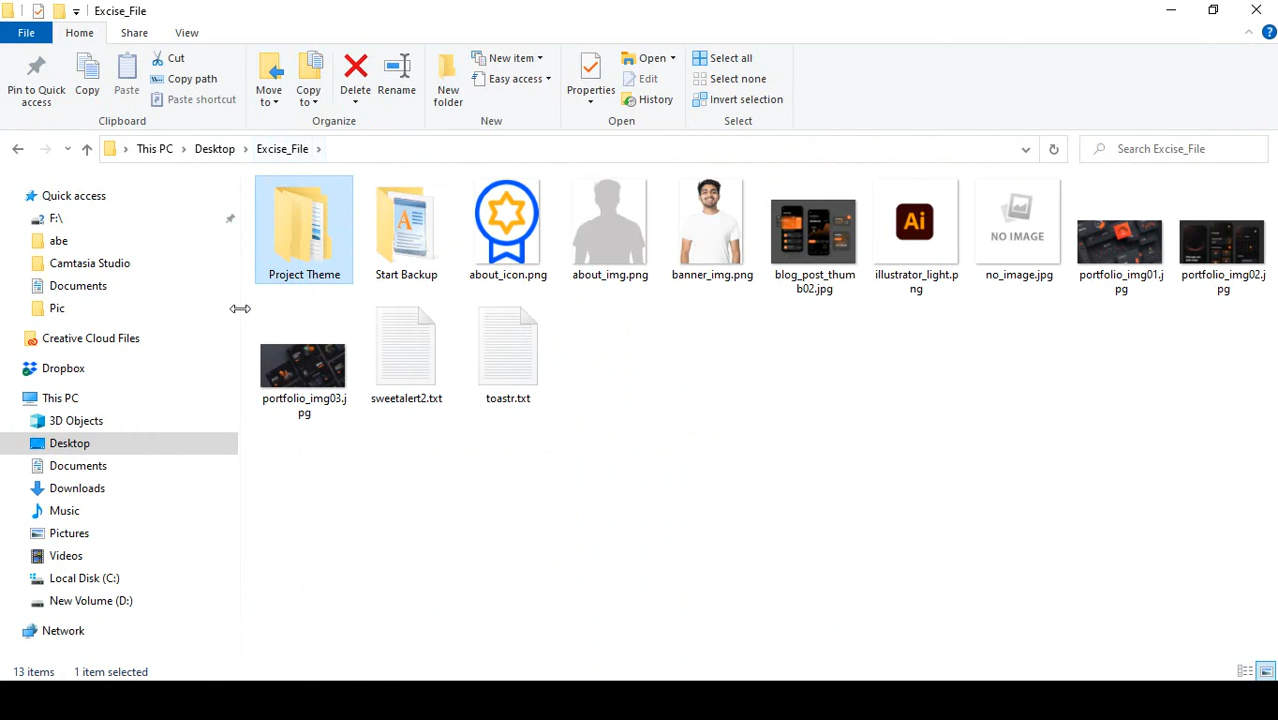 Excise_File
File
Home
Share
View
Pin to Quick
access
Copy
Paste
Cut
Copy path
Paste shortcut
Clipboard
Move
to
Copy
to
Delete
Rename
Organize
New
folder
New item
Easy access
New
Properties
Open
Edit
History
Open
Select all
Select none
Invert selection
Select
This PC
Desktop
Excise_File
Search Excise_File
Quick access
F:\
abe
Camtasia Studio
Documents
Pic
Creative Cloud Files
Dropbox
This PC
3D Objects
Desktop
Documents
Downloads
Music
Pictures
Videos
Local Disk (C:)
New Volume (D:)
Network
Project Theme
A
Start Backup
about_icon.png
about_img.png
banner_img.png
blog_post_thum
b02.jpg
Ai
illustrator_light.p
ng
NO IMAGE
no_image.jpg
portfolio_img01.j
pg
portfolio_img02.j
pg
portfolio_img03.j
pg
sweetalert2.txt
toastr.txt
13 items
1 item selected